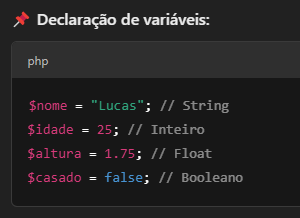 📌 Declaração de variáveis:
php
$nome = "Lucas"; // String
$idade = 25; // Inteiro
$altura = 1.75; // Float
$casado = false; // Booleano